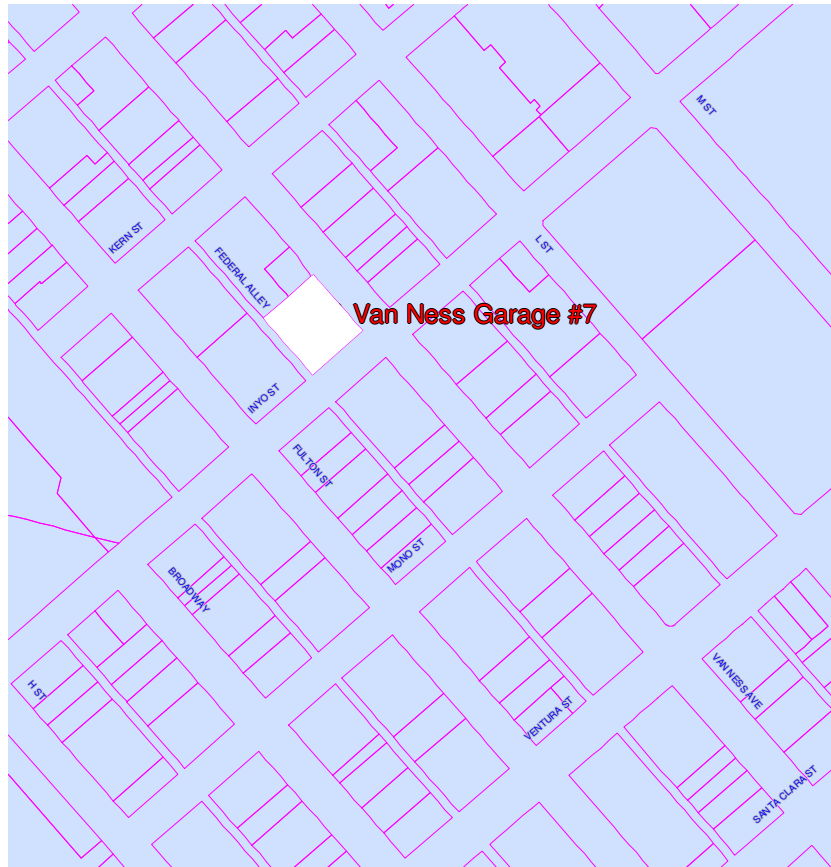 M ST
KERN ST
L ST
FEDERAL ALLEY
Van Ness Garage #7
INYO ST
FULTON ST
MONO ST
BROADWAY
H ST
VAN NESS AVE
VENTURA ST
SANTA CLARA ST